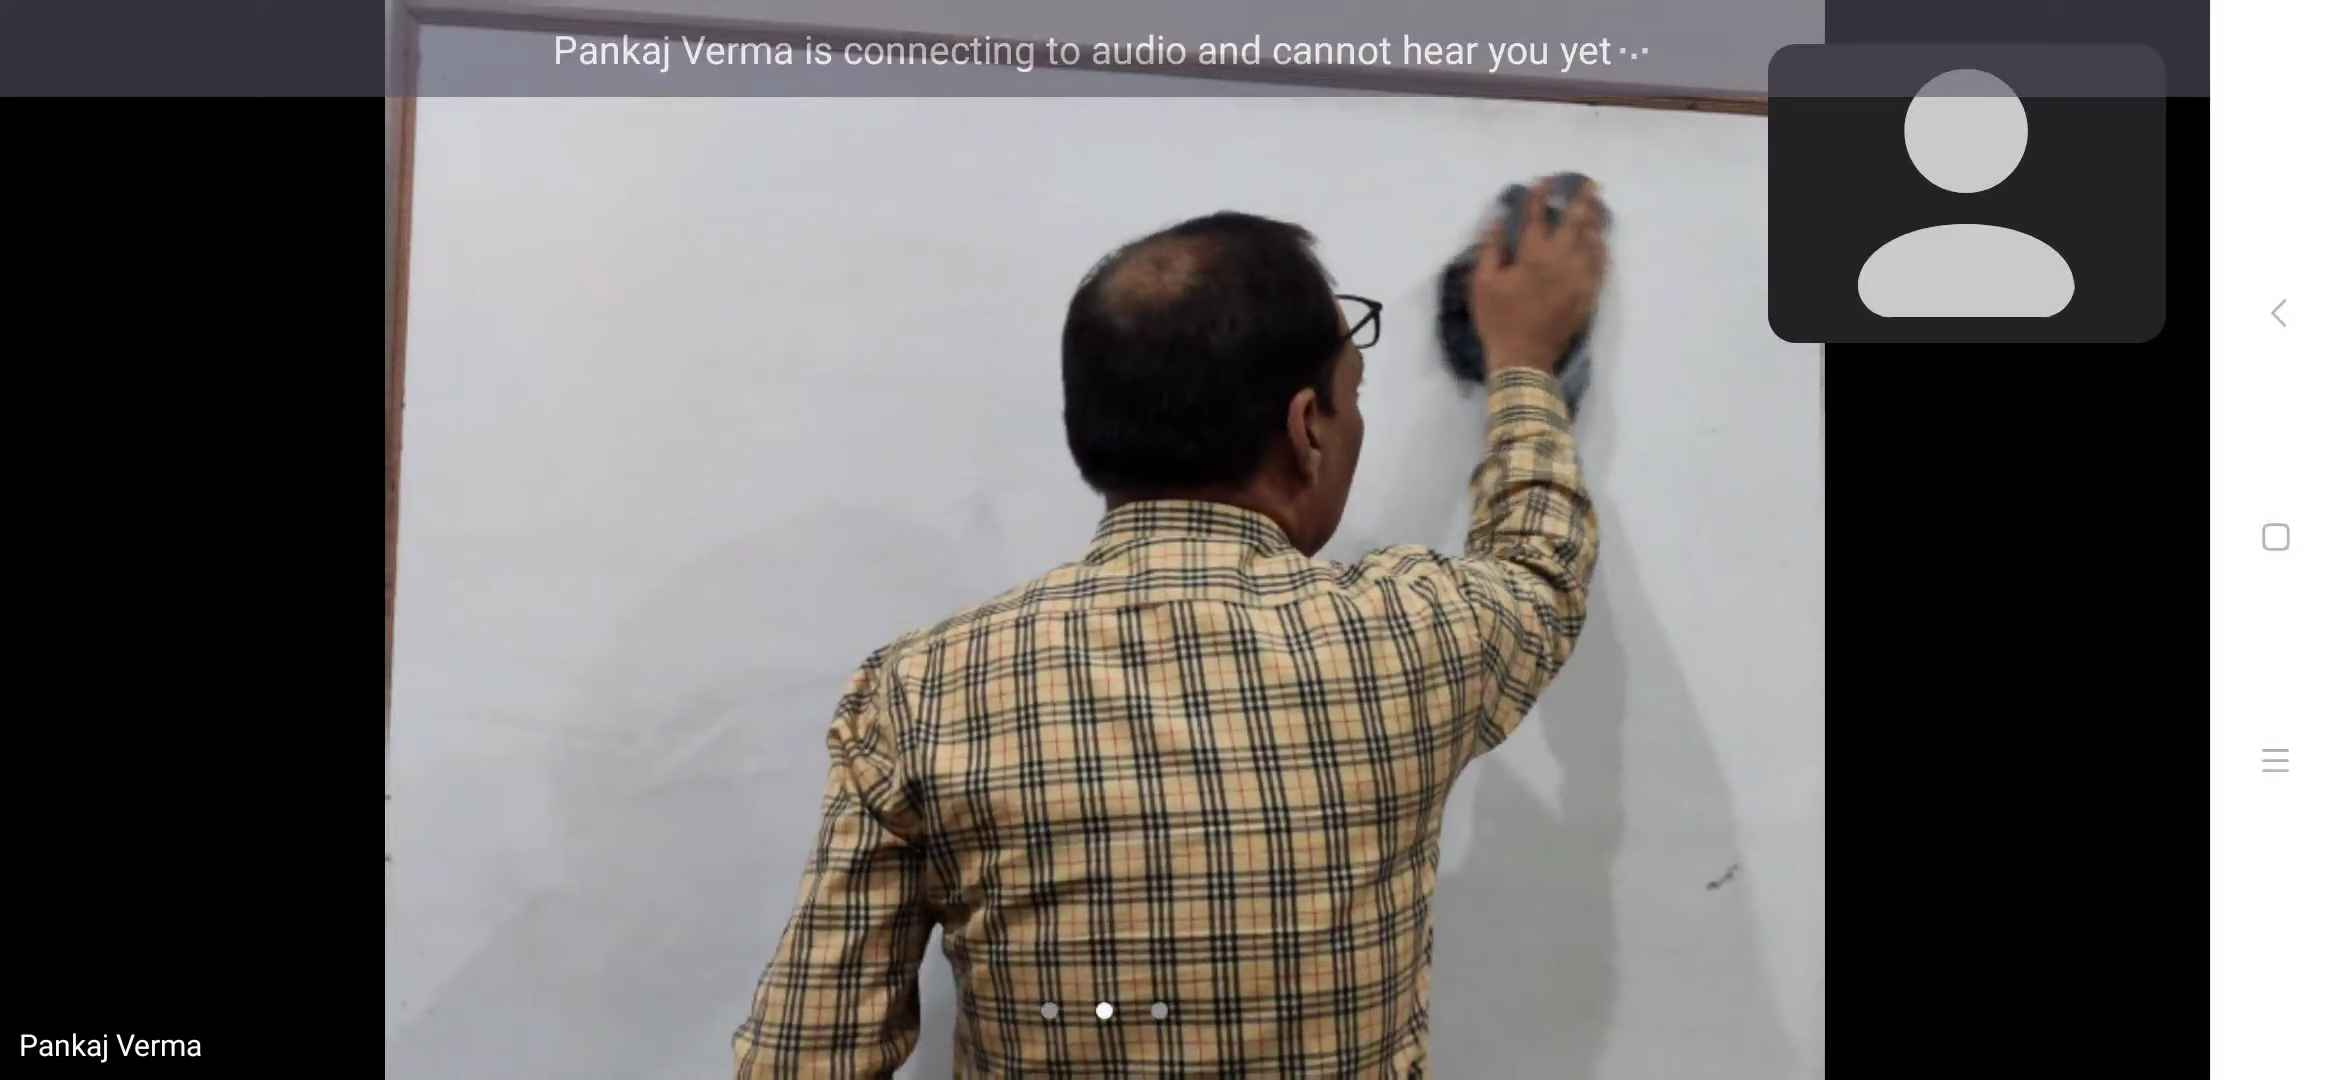 Pankaj Verma is connecting to audio and cannot hear you yet
Pankaj Verma